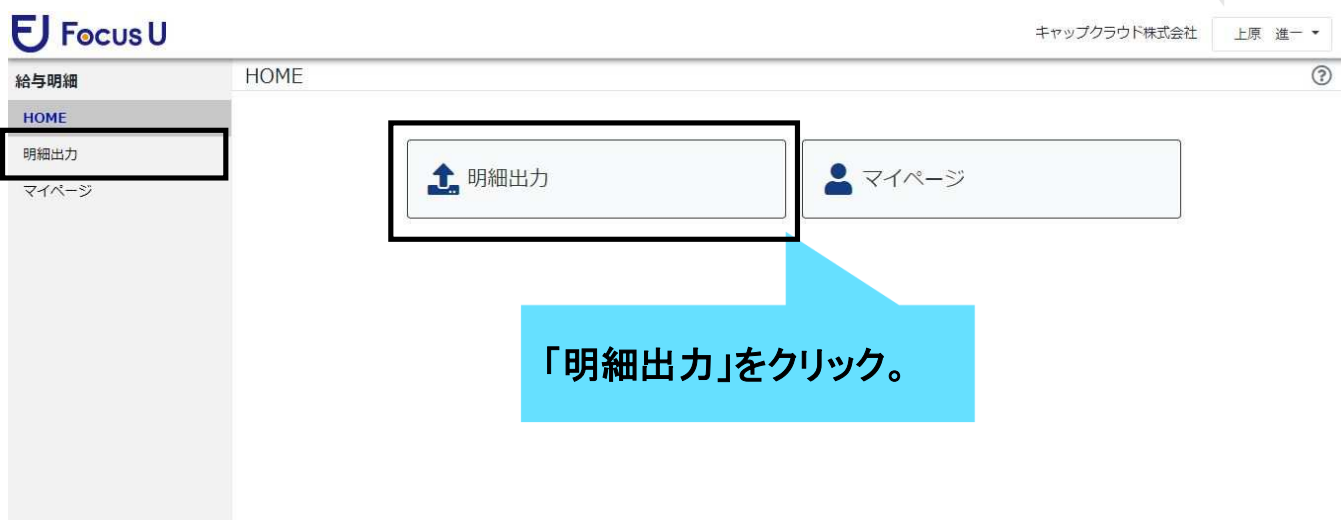 Focus U
キャップクラウド株式会社
上原 進一
給与明細
HOME
HOME
明細出力
マイページ
明細出力
マイページ
「明細出力」をクリック。